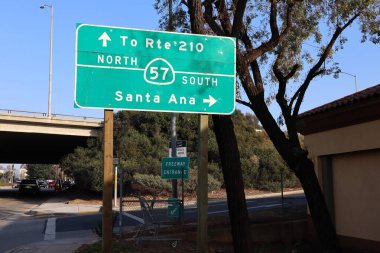 To Rte 210
NORTH 57 SOUTH
Santa Ana
FREEWAY
ENTRANCE